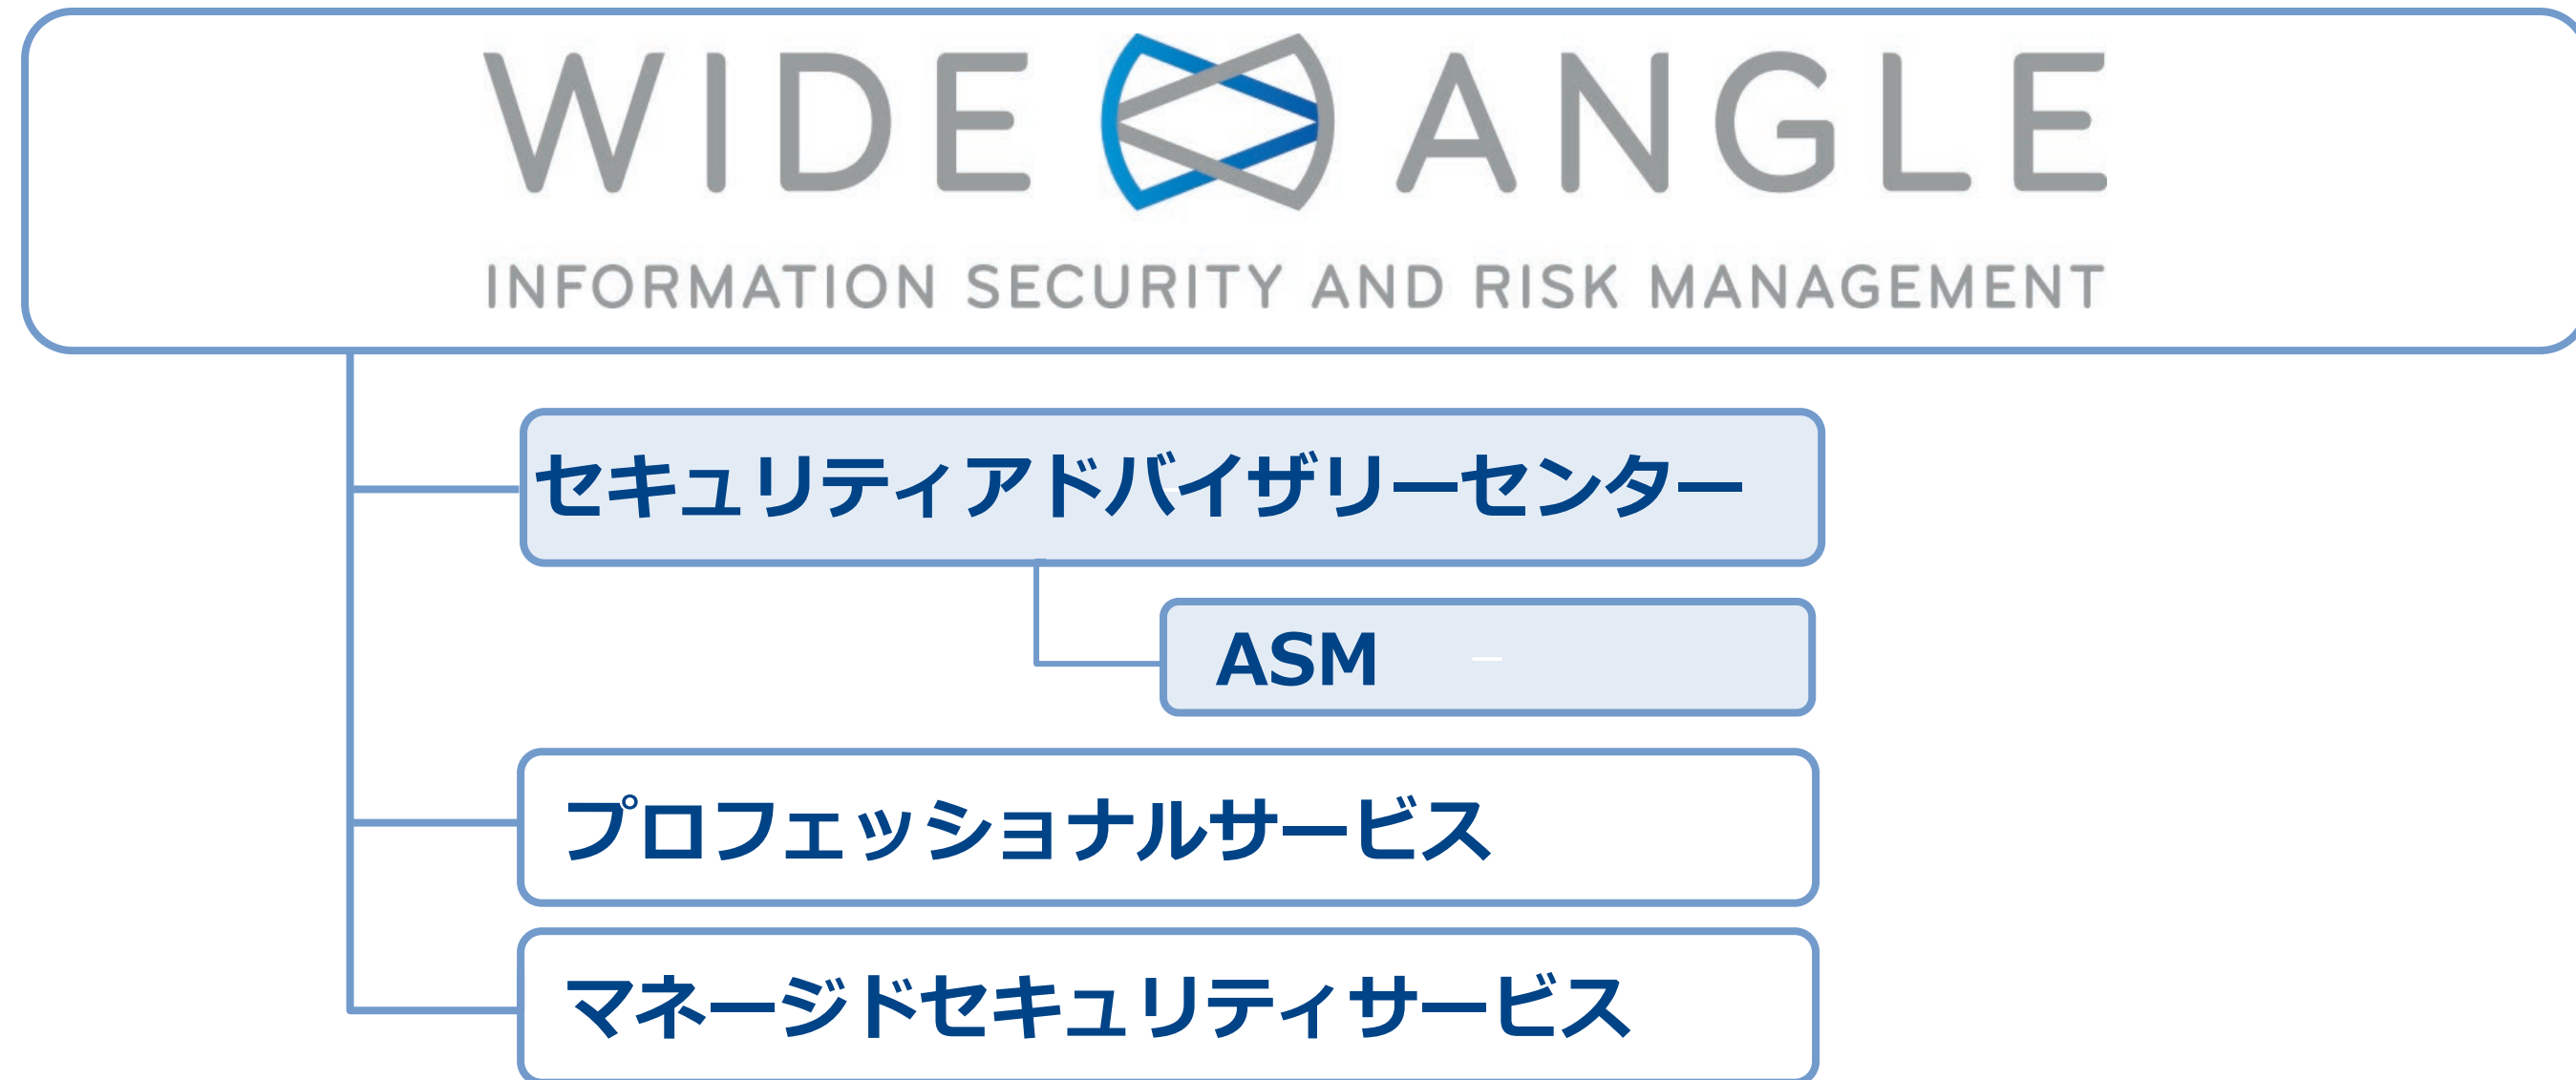 WIDE ANGLE
INFORMATION SECURITY AND RISK MANAGEMENT
セキュリティアドバイザリーセンター
ASM
プロフェッショナルサービス
マネージドセキュリティサービス